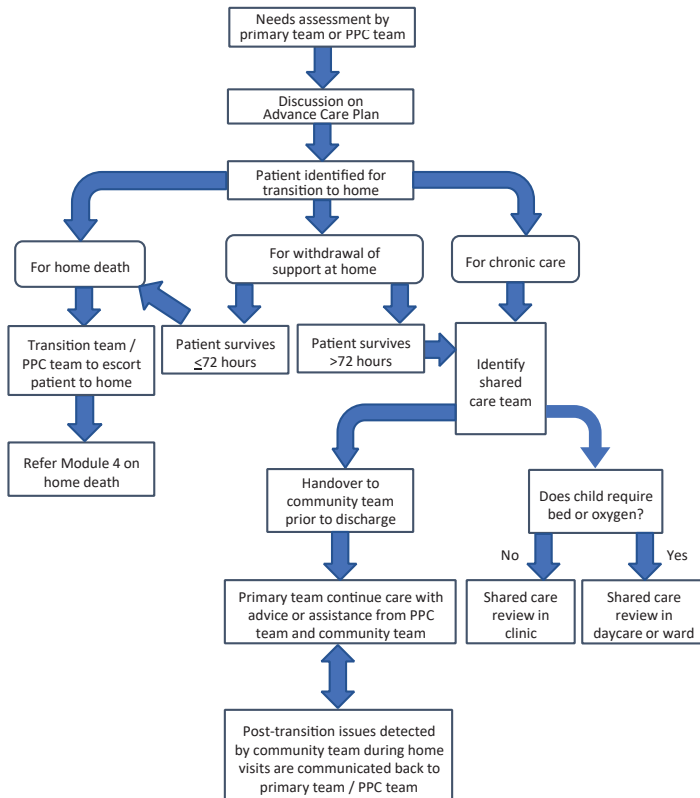 Needs assessment by
primary team or PPC team
Discussion on
Advance Care Plan
Patient identified for
transition to home
For home death
For withdrawal of
support at home
For chronic care
Transition team /
PPC team to escort
patient to home
Patient survives
≤72 hours
Patient survives
>72 hours
Identify
shared
care team
Refer Module 4 on
home death
Handover to
community team
prior to discharge
Does child require
bed or oxygen?
No
Yes
Primary team continue care with
advice or assistance from PPC
team and community team
Shared care
review in
clinic
Shared care
review in
daycare or ward
Post-transition issues detected
by community team during home
visits are communicated back to
primary team / PPC team